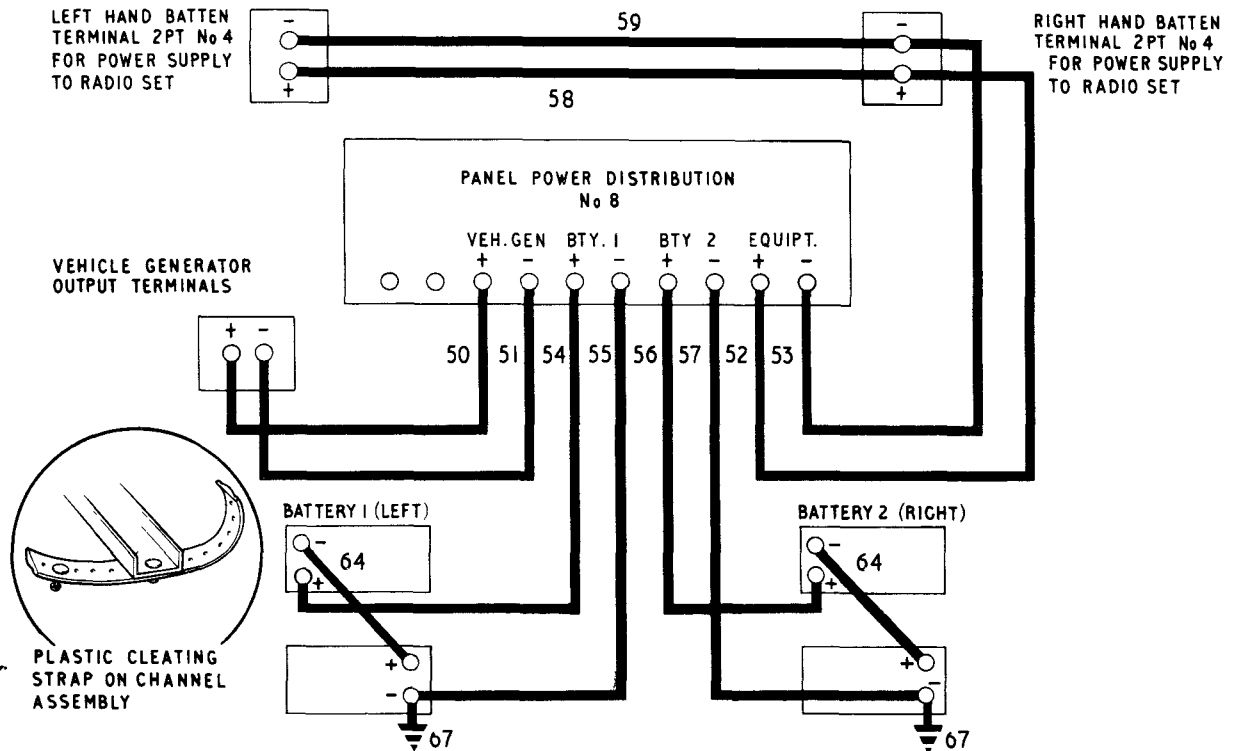 LEFT HAND BATTEN
TERMINAL 2PT No 4
FOR POWER SUPPLY
TO RADIO SET
-
+
59
58
-
+
RIGHT HAND BATTEN
TERMINAL 2PT No 4
FOR POWER SUPPLY
TO RADIO SET
PANEL POWER DISTRIBUTION
No 8
VEH.GEN BTY. 1 BTY 2 EQUIPT.
+ - + - + - + -
VEHICLE GENERATOR
OUTPUT TERMINALS
+ -
50 51 54 55 56 57 52 53
BATTERY 1 (LEFT)
-
64
+
+
-
67
BATTERY 2 (RIGHT)
-
64
+
+
-
67
PLASTIC CLEATING
STRAP ON CHANNEL
ASSEMBLY